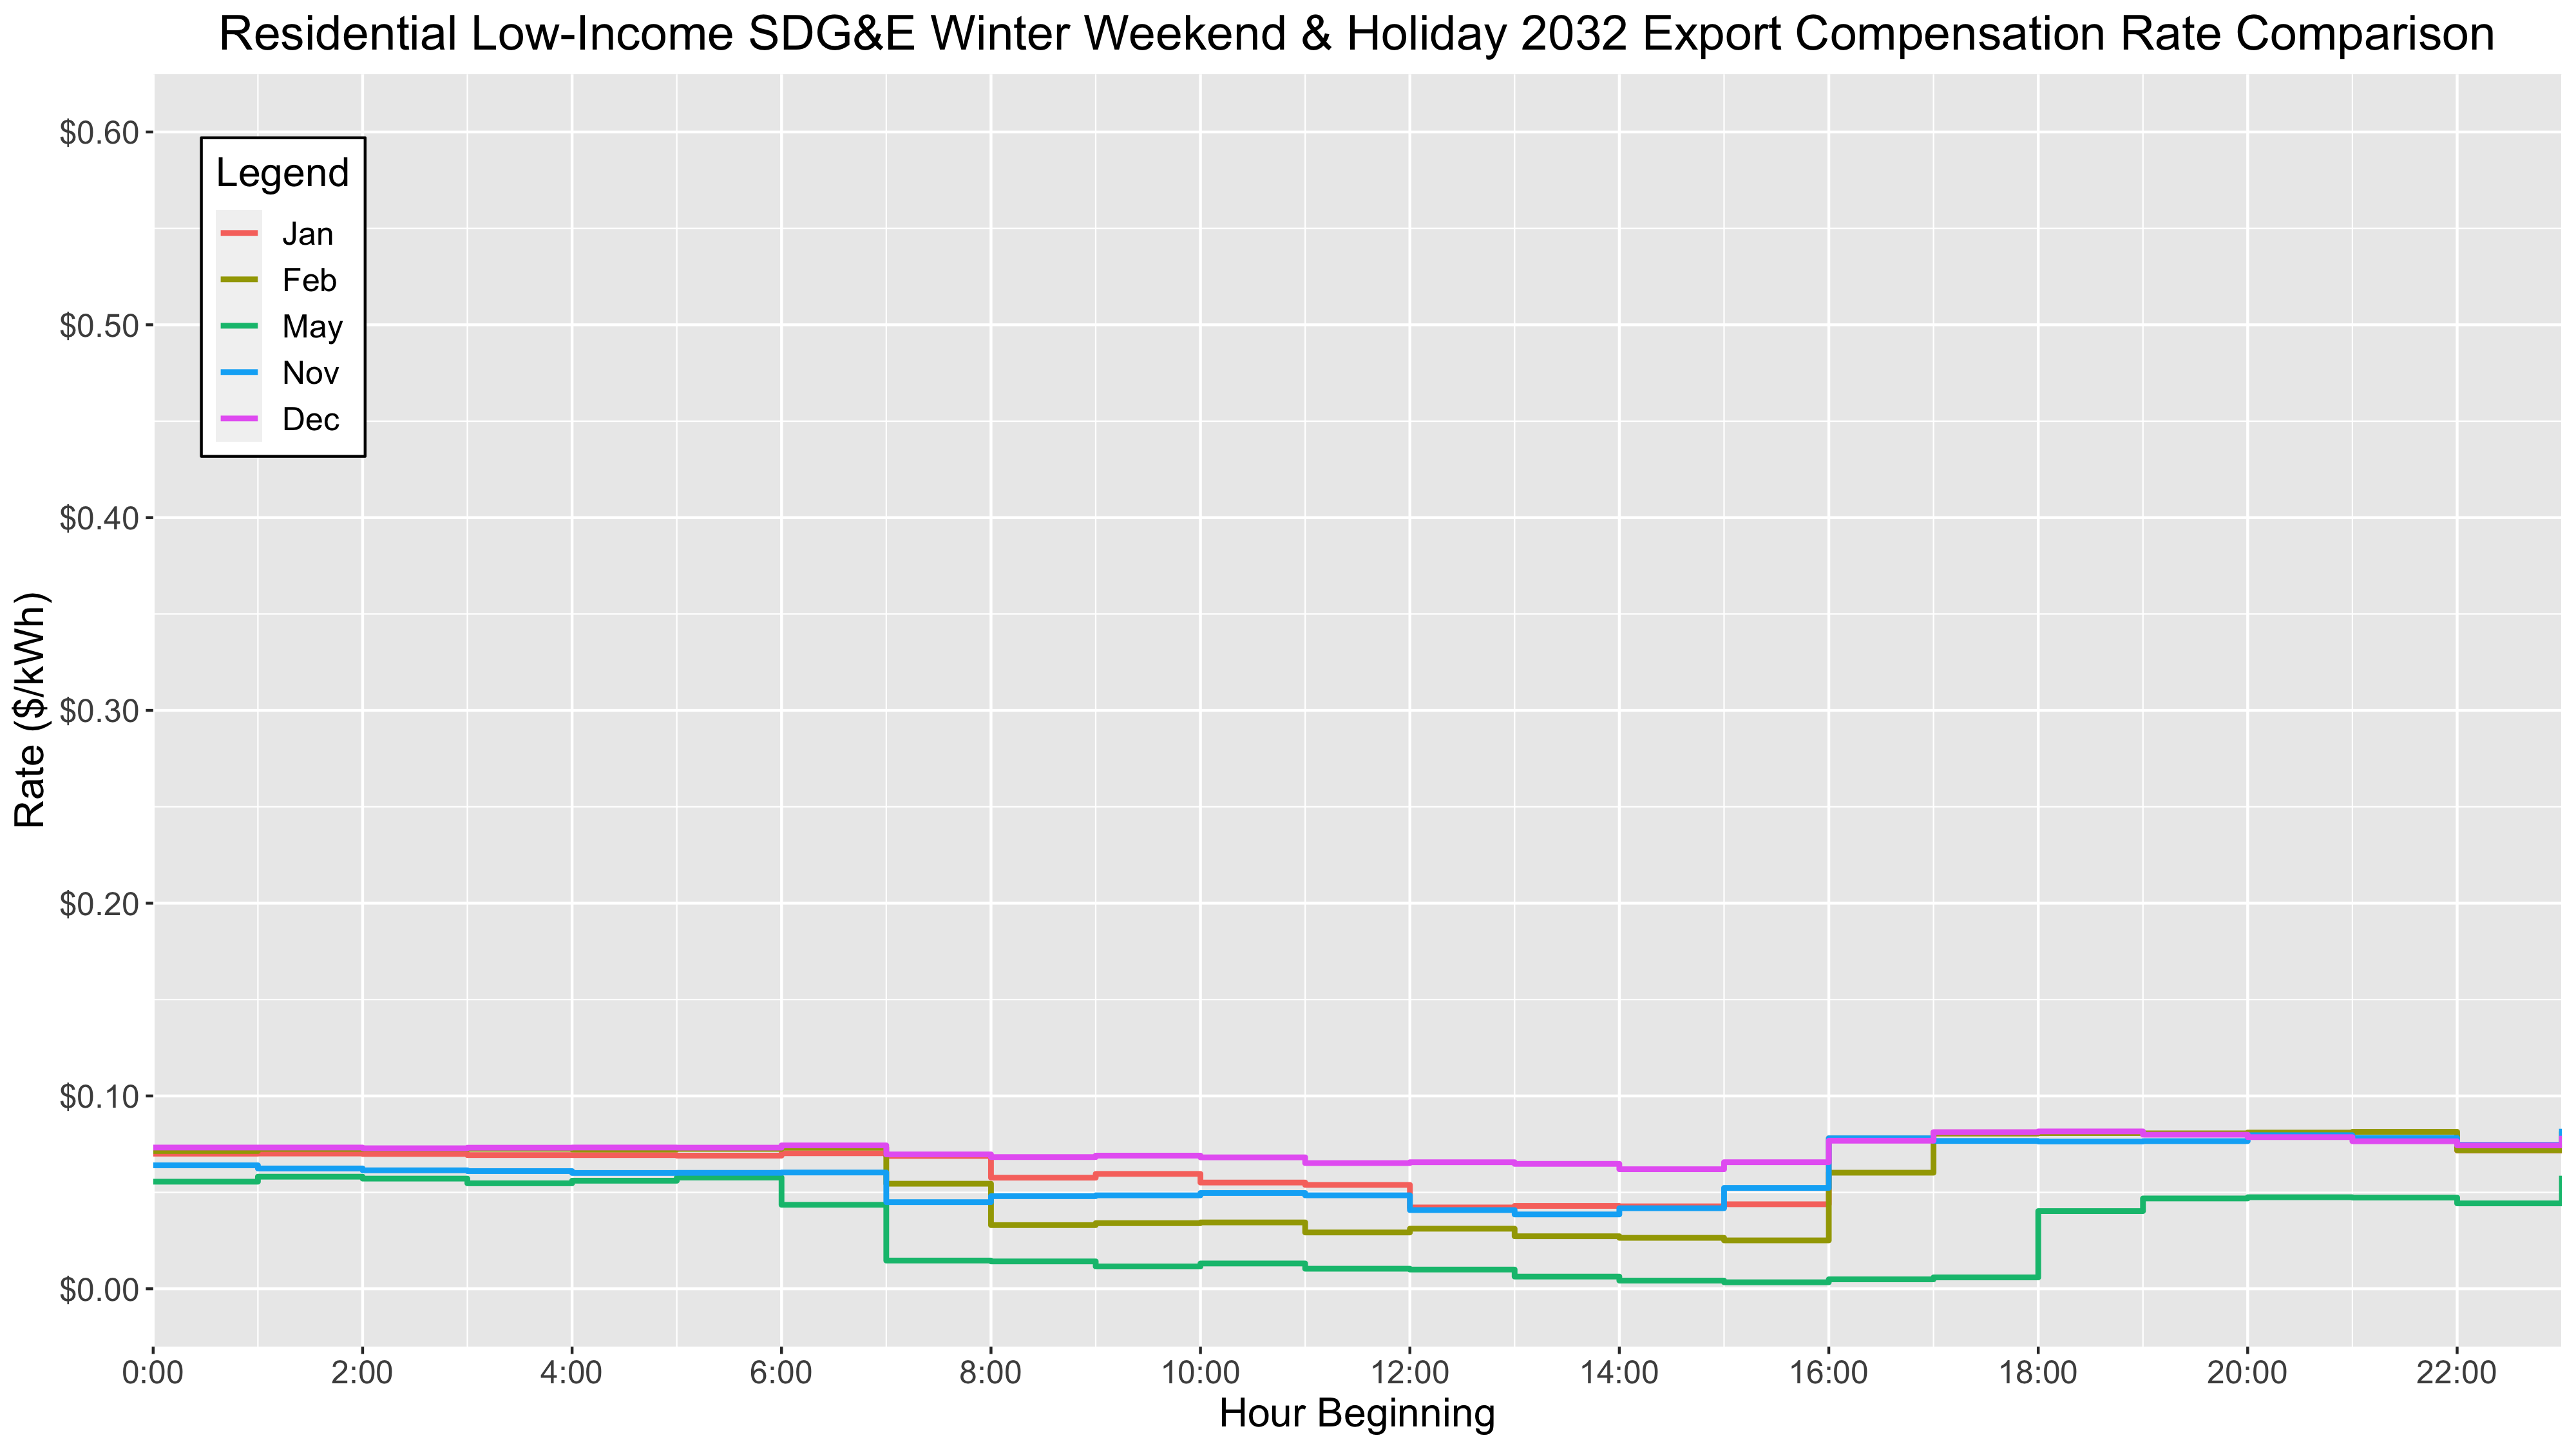 Residential Low-Income SDG&E Winter Weekend & Holiday 2032 Export Compensation Rate Comparison
Legend
Jan
Feb
May
Nov
Dec
Rate ($/kWh)
$0.60
$0.50
$0.40
$0.30
$0.20
$0.10
$0.00
0:00 2:00 4:00 6:00 8:00 10:00 12:00 14:00 16:00 18:00 20:00 22:00
Hour Beginning